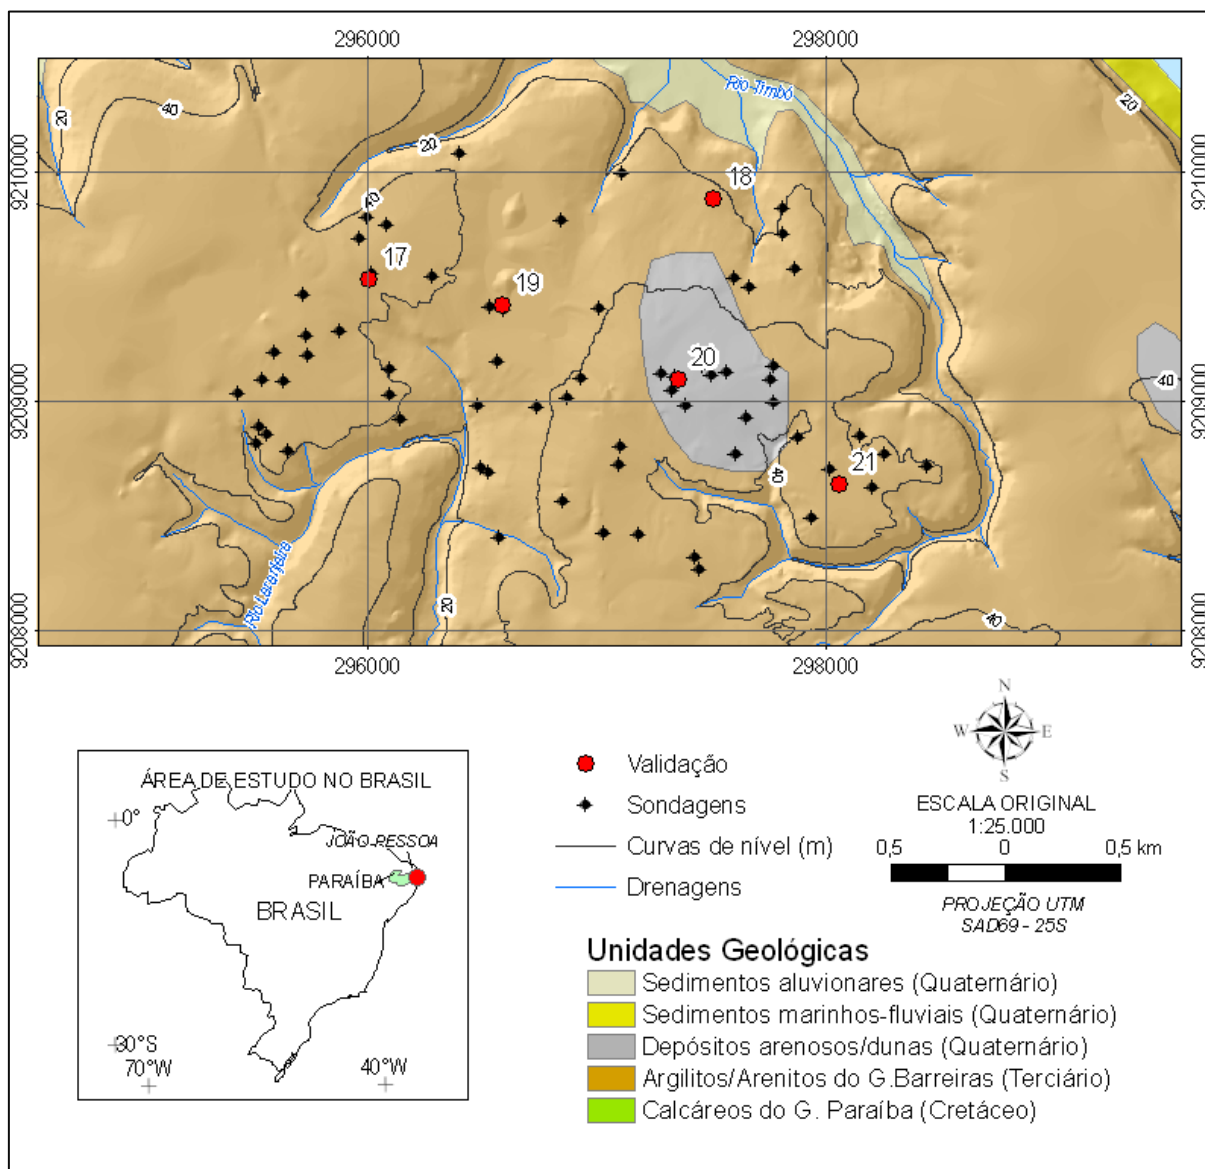 296000
298000
20
40
20
20
Rio Timbó
20
9210000
9210000
40
18
17
19
20
40
9209000
9209000
21
40
Rio Laranjeira
20
40
9208000
9208000
296000
298000
N
W
E
S
ÁREA DE ESTUDO NO BRASIL
0°
JOÃO PESSOA
PARAÍBA
BRASIL
30°S
70°W
40°W
Validação
Sondagens
Curvas de nível (m)
Drenagens
ESCALA ORIGINAL
1:25.000
0,5 0 0,5 km
PROJEÇÃO UTM
SAD69 - 25S
Unidades Geológicas
Sedimentos aluvionares (Quaternário)
Sedimentos marinhos-fluviais (Quaternário)
Depósitos arenosos/dunas (Quaternário)
Argilitos/Arenitos do G.Barreiras (Terciário)
Calcáreos do G. Paraíba (Cretáceo)